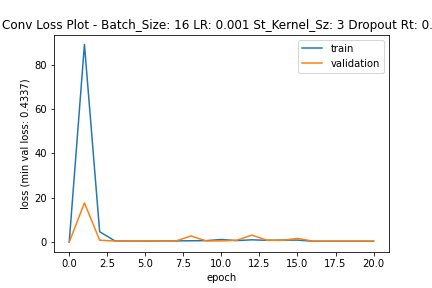 Conv Loss Plot - Batch_Size: 16 LR: 0.001 St_Kernel_Sz: 3 Dropout Rt: 0.
train
validation
loss (min val loss: 0.4337)
80
60
40
20
0
0.0 2.5 5.0 7.5 10.0 12.5 15.0 17.5 20.0
epoch